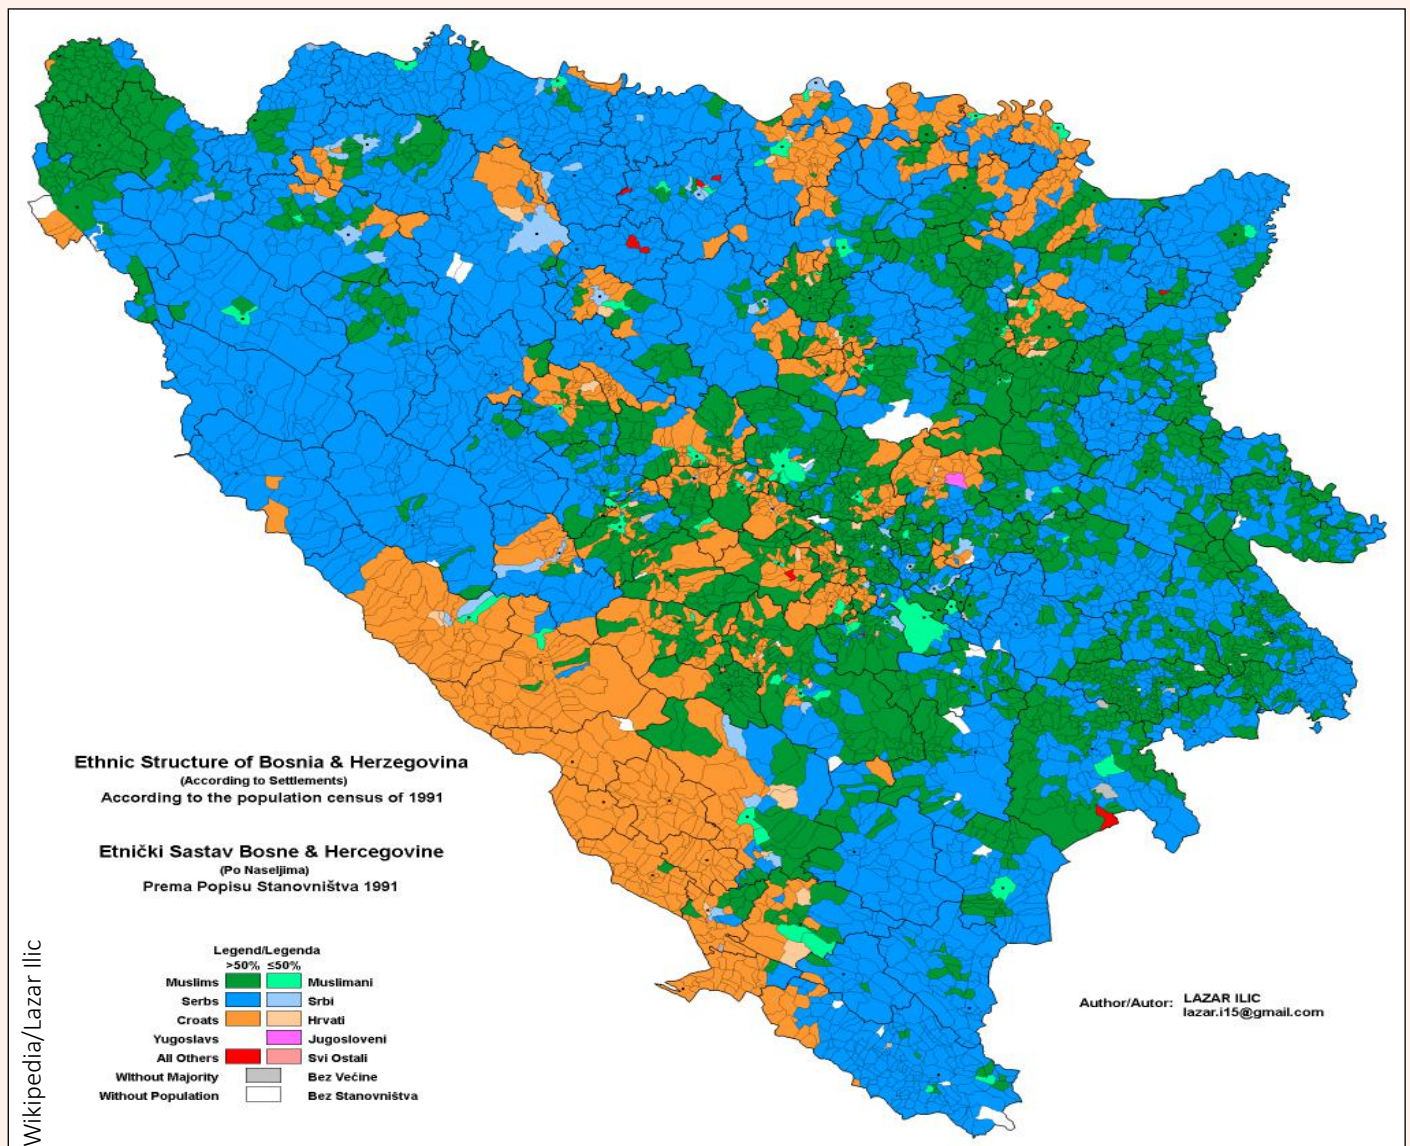 Ethnic Structure of Bosnia & Herzegovina
(According to Settlements)
According to the population census of 1991
Etnički Sastav Bosne & Hercegovine
(Po Naseljima)
Prema Popisu Stanovništva 1991
Legend/Legenda
>50% ≤50%
Muslims Muslimani
Serbs Srbi
Croats Hrvati
Yugoslavs Jugosloveni
All Others Svi Ostali
Without Majority Bez Većine
Without Population Bez Stanovništva
Author/Autor: LAZAR ILIC
lazar.i15@gmail.com
Wikipedia/Lazar Ilic